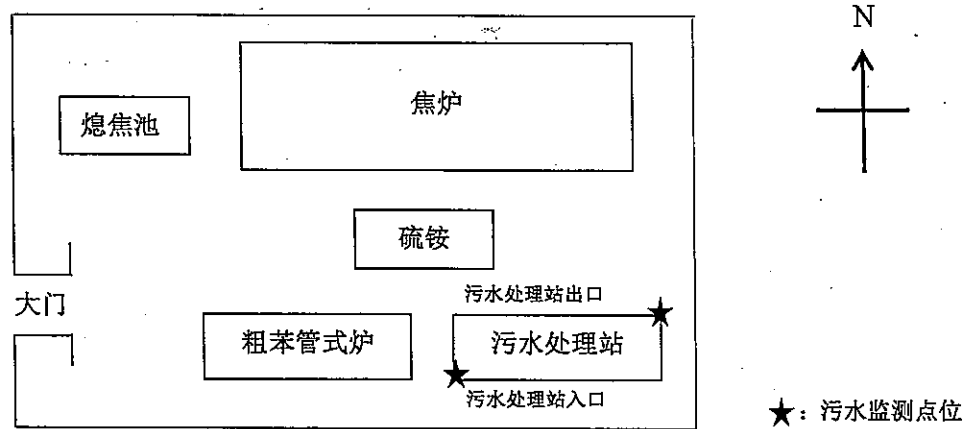 N
焦炉
熄焦池
硫铵
污水处理站出口
大门
粗苯管式炉
污水处理站
污水处理站入口
★：污水监测点位